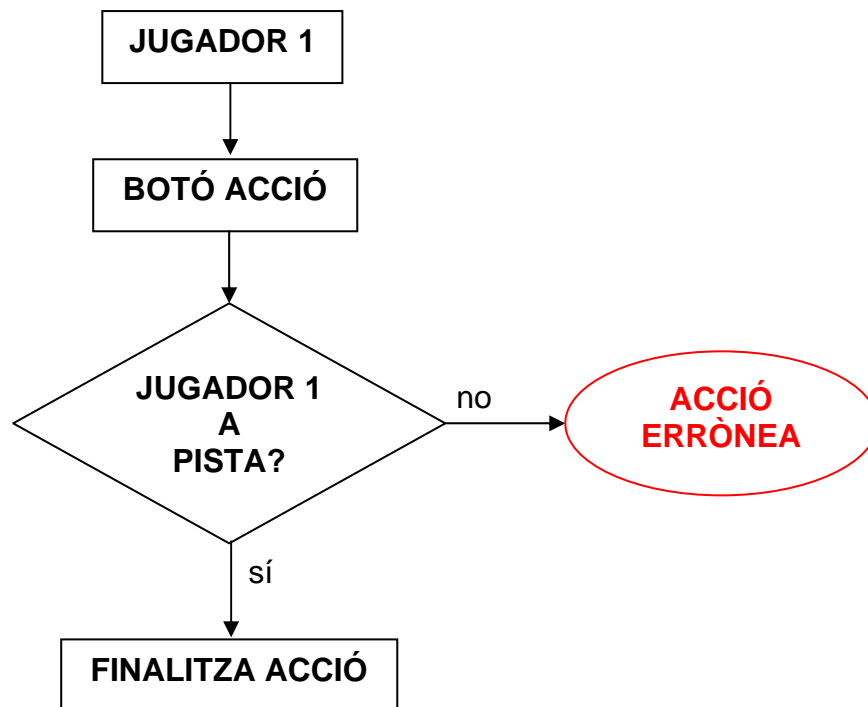 JUGADOR 1
BOTÓ ACCIÓ
JUGADOR 1
A
PISTA?
no
ACCIÓ
ERRÒNEA
sí
FINALITZA ACCIÓ